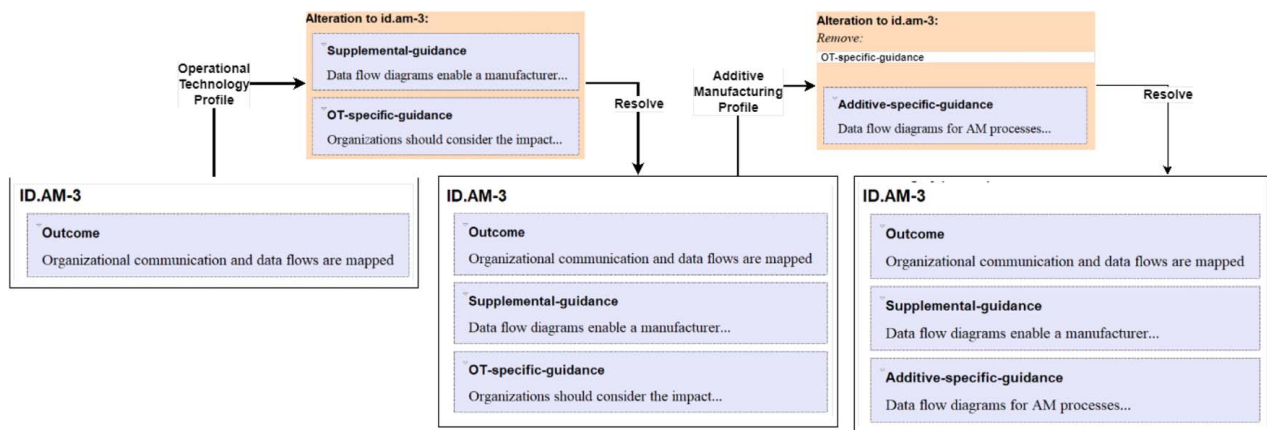 Alteration to id.am-3:
Supplemental-guidance
Data flow diagrams enable a manufacturer...
OT-specific-guidance
Organizations should consider the impact...
Operational
Technology
Profile
Resolve
Alteration to id.am-3:
Remove:
OT-specific-guidance
Additive-specific-guidance
Data flow diagrams for AM processes...
Additive
Manufacturing
Profile
Resolve
ID.AM-3
Outcome
Organizational communication and data flows are mapped
ID.AM-3
Outcome
Organizational communication and data flows are mapped
Supplemental-guidance
Data flow diagrams enable a manufacturer...
OT-specific-guidance
Organizations should consider the impact...
ID.AM-3
Outcome
Organizational communication and data flows are mapped
Supplemental-guidance
Data flow diagrams enable a manufacturer...
Additive-specific-guidance
Data flow diagrams for AM processes...